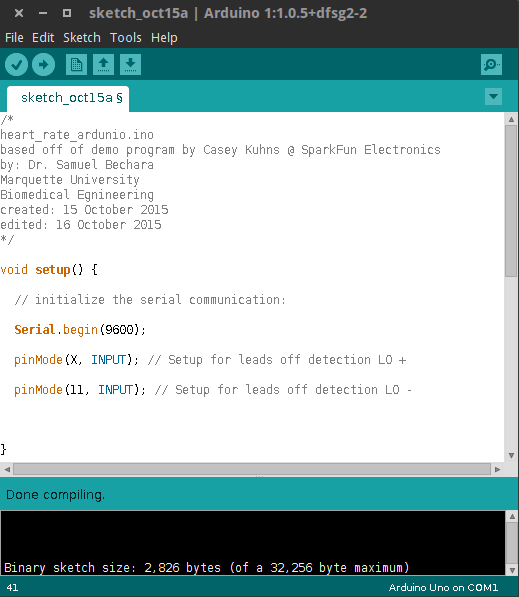 sketch_oct15a | Arduino 1:1.0.5+dfsg2-2
File Edit Sketch Tools Help
sketch_oct15a §
/*
heart_rate_ardunio.ino
based off of demo program by Casey Kuhns @ SparkFun Electronics
by: Dr. Samuel Bechara
Marquette University
Biomedical Egnineering
created: 15 October 2015
edited: 16 October 2015
*/
void setup() {
// initialize the serial communication:
Serial.begin(9600);
pinMode(X, INPUT); // Setup for leads off detection LO +
pinMode(11, INPUT); // Setup for leads off detection LO -
}
Done compiling.
Binary sketch size: 2,826 bytes (of a 32,256 byte maximum)
41 Arduino Uno on COM1